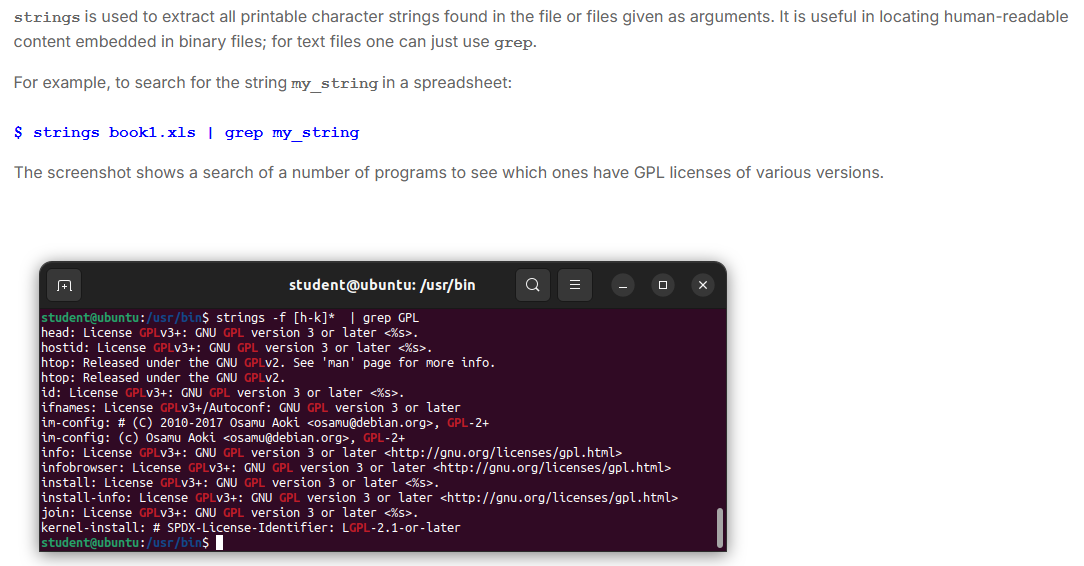 strings is used to extract all printable character strings found in the file or files given as arguments. It is useful in locating human-readable
content embedded in binary files; for text files one can just use grep.
For example, to search for the string my_string in a spreadsheet:
$ strings book1.xls | grep my_string
The screenshot shows a search of a number of programs to see which ones have GPL licenses of various versions.
student@ubuntu: /usr/bin
student@ubuntu:/usr/bin$ strings -f [h-k]*  | grep GPL
head: License GPLv3+: GNU GPL version 3 or later <%s>.
hostid: License GPLv3+: GNU GPL version 3 or later <%s>.
htop: Released under the GNU GPLv2. See 'man' page for more info.
htop: Released under the GNU GPLv2.
id: License GPLv3+: GNU GPL version 3 or later <%s>.
ifnames: License GPLv3+/Autoconf: GNU GPL version 3 or later
im-config: # (C) 2010-2017 Osamu Aoki <osamu@debian.org>, GPL-2+
im-config: (c) Osamu Aoki <osamu@debian.org>, GPL-2+
info: License GPLv3+: GNU GPL version 3 or later <http://gnu.org/licenses/gpl.html>
infobrowser: License GPLv3+: GNU GPL version 3 or later <http://gnu.org/licenses/gpl.html>
install: License GPLv3+: GNU GPL version 3 or later <%s>.
install-info: License GPLv3+: GNU GPL version 3 or later <http://gnu.org/licenses/gpl.html>
join: License GPLv3+: GNU GPL version 3 or later <%s>.
kernel-install: # SPDX-License-Identifier: LGPL-2.1-or-later
student@ubuntu:/usr/bin$